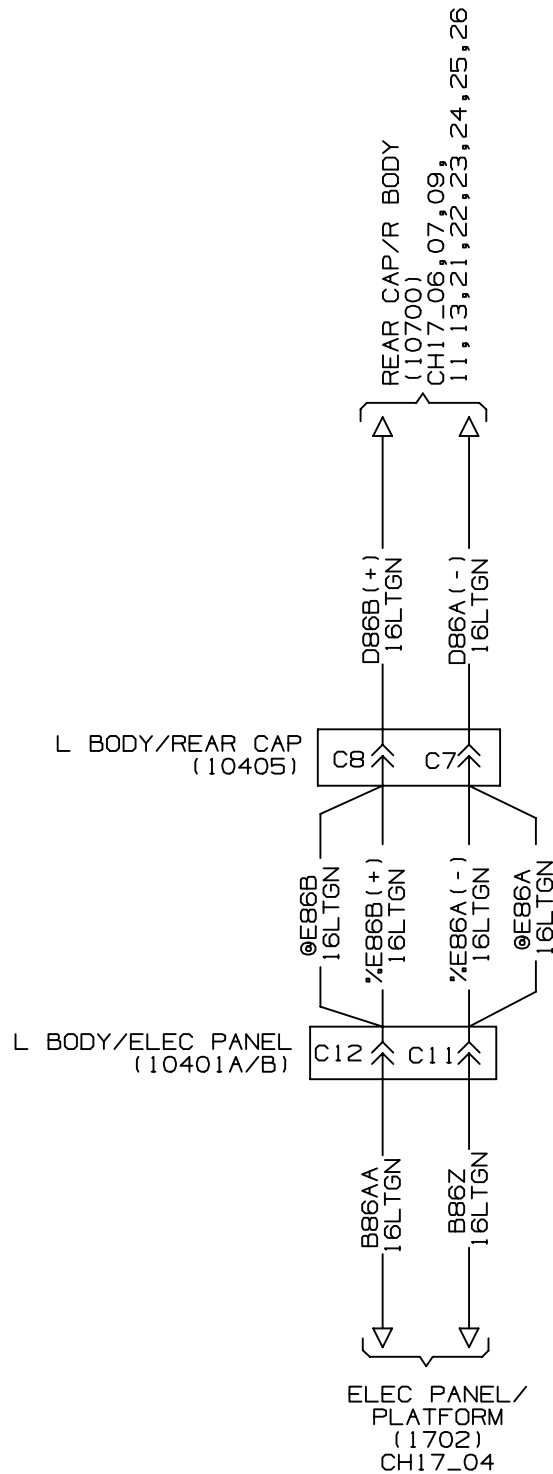 REAR CAP/R BODY
(10700)
CH17_06,07,09,
11,13,21,22,23,24,25,26
D86B(+)
16LTGN
D86A(-)
16LTGN
L BODY/REAR CAP
(10405)
C8
C7
@E86B
16LTGN
%E86B(+)
16LTGN
%E86A(-)
16LTGN
@E86A
16LTGN
L BODY/ELEC PANEL
(10401A/B)
C12
C11
B86AA
16LTGN
B86Z
16LTGN
ELEC PANEL/
PLATFORM
(1702)
CH17_04